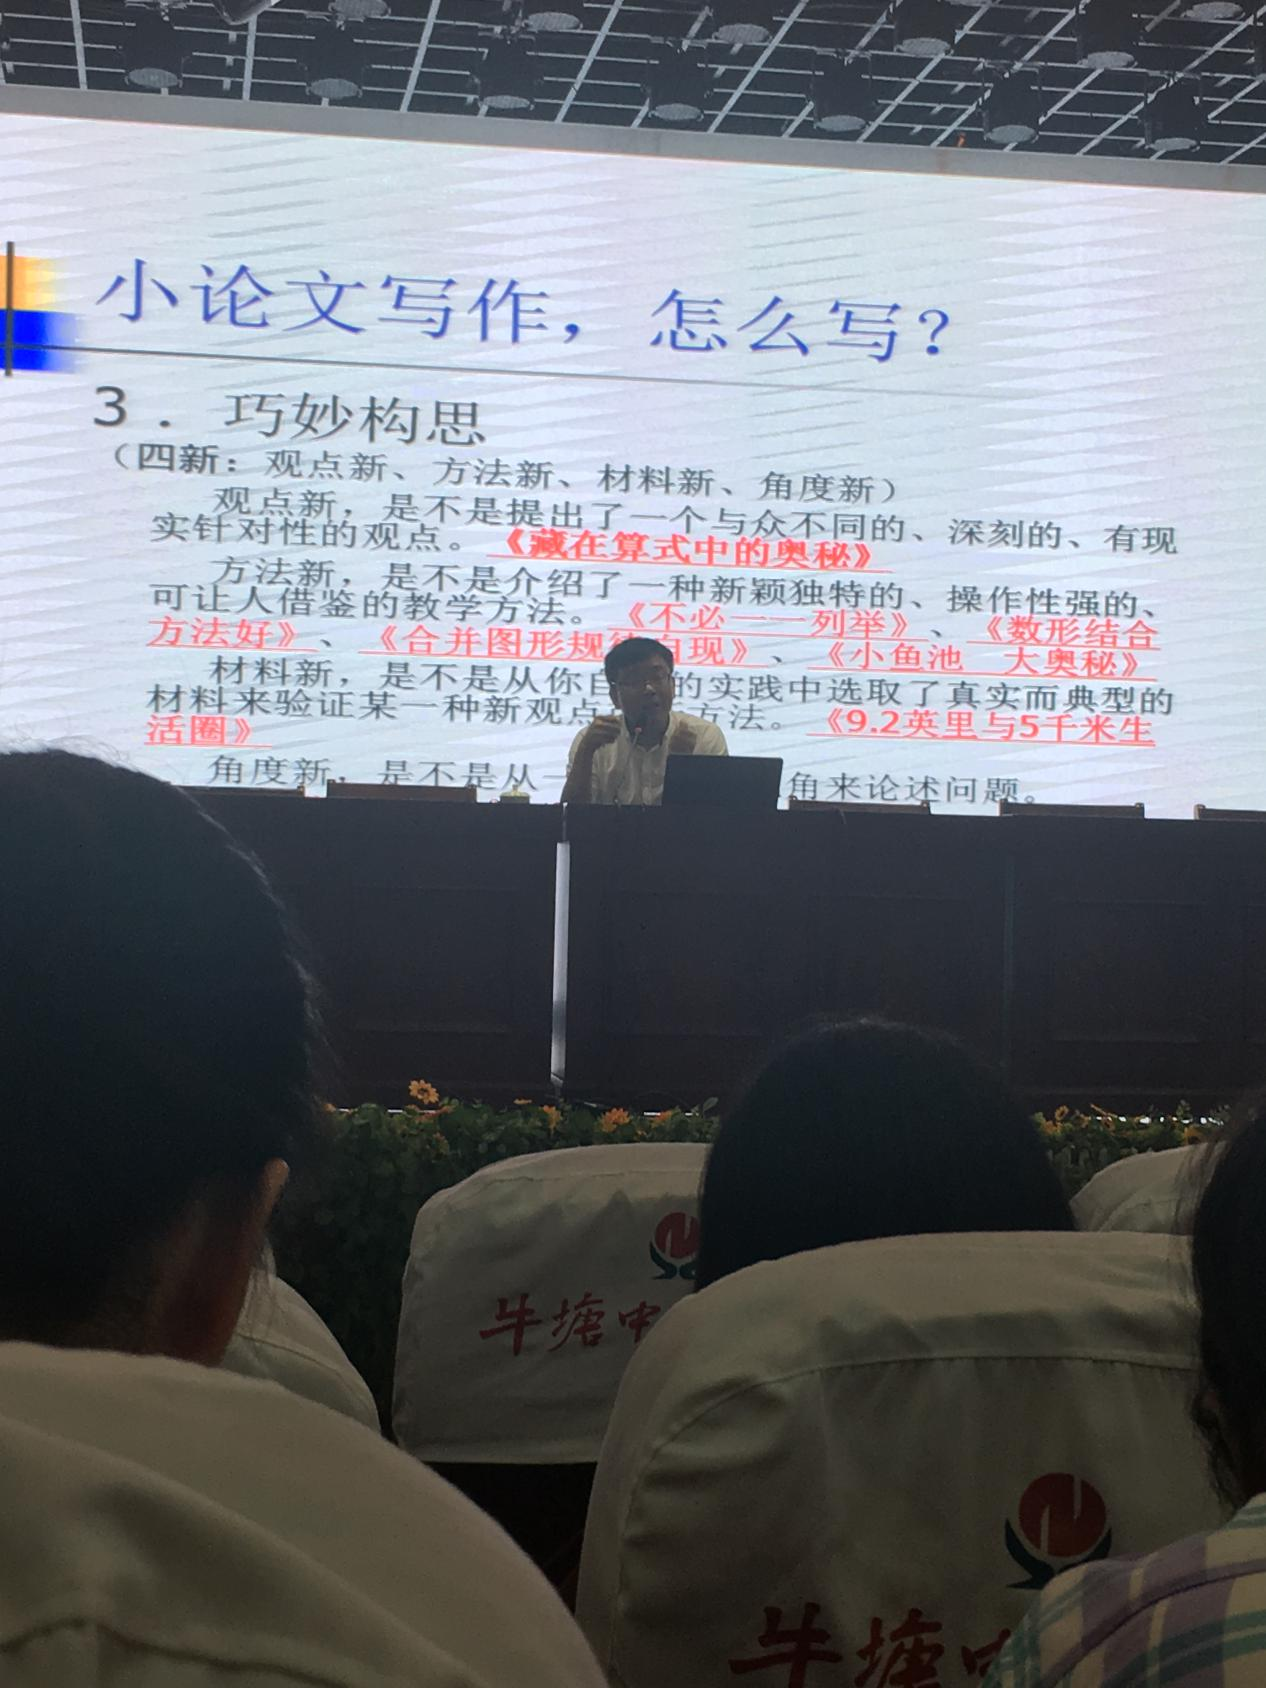 小论文写作，怎么写？
3． 巧妙构思
（四新：观点新、方法新、材料新、角度新）
观点新，是不是提出了一个与众不同的、深刻的、有现
实针对性的观点。《藏在算式中的奥秘》
方法新，是不是介绍了一种新颖独特的、操作性强的、
可让人借鉴的教学方法。《不必一一列举》、《数形结合
方法好》、《合并图形规 自现》、《小鱼池 大奥秘》
材料新，是不是从你自 的实践中选取了真实而典型的
材料来验证某一种新观点 方法。《9.2英里与5千米生
活圈》
角度新，是不是从一 角来论述问题。
牛塘中
牛塘中